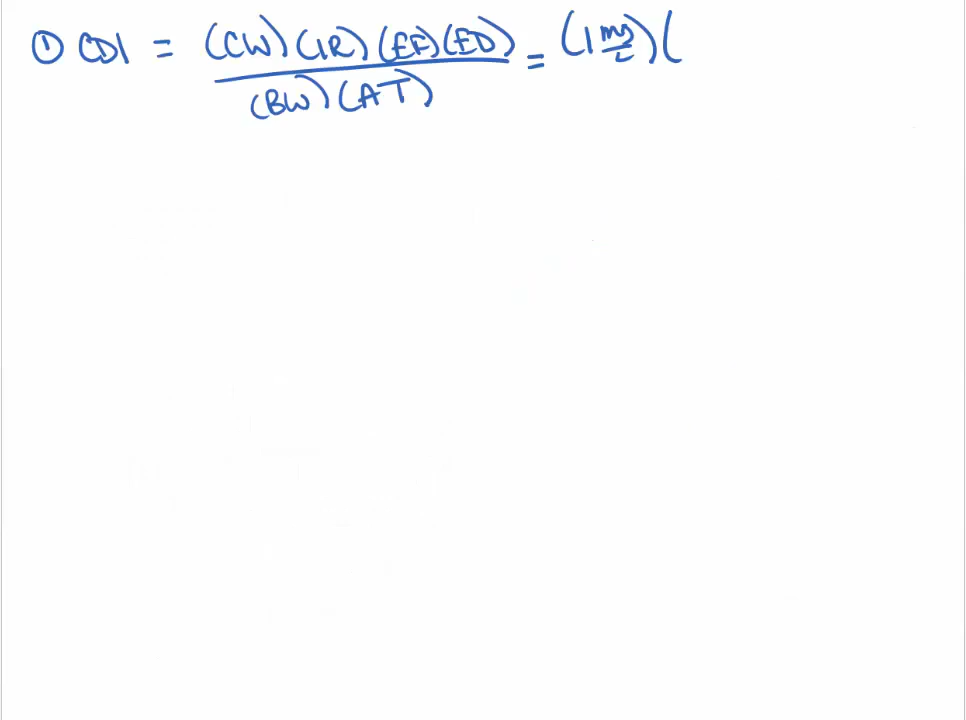 ① CDI = (CW)(IR)(EF)(ED) / (BW)(AT) = (1 mg/L)(